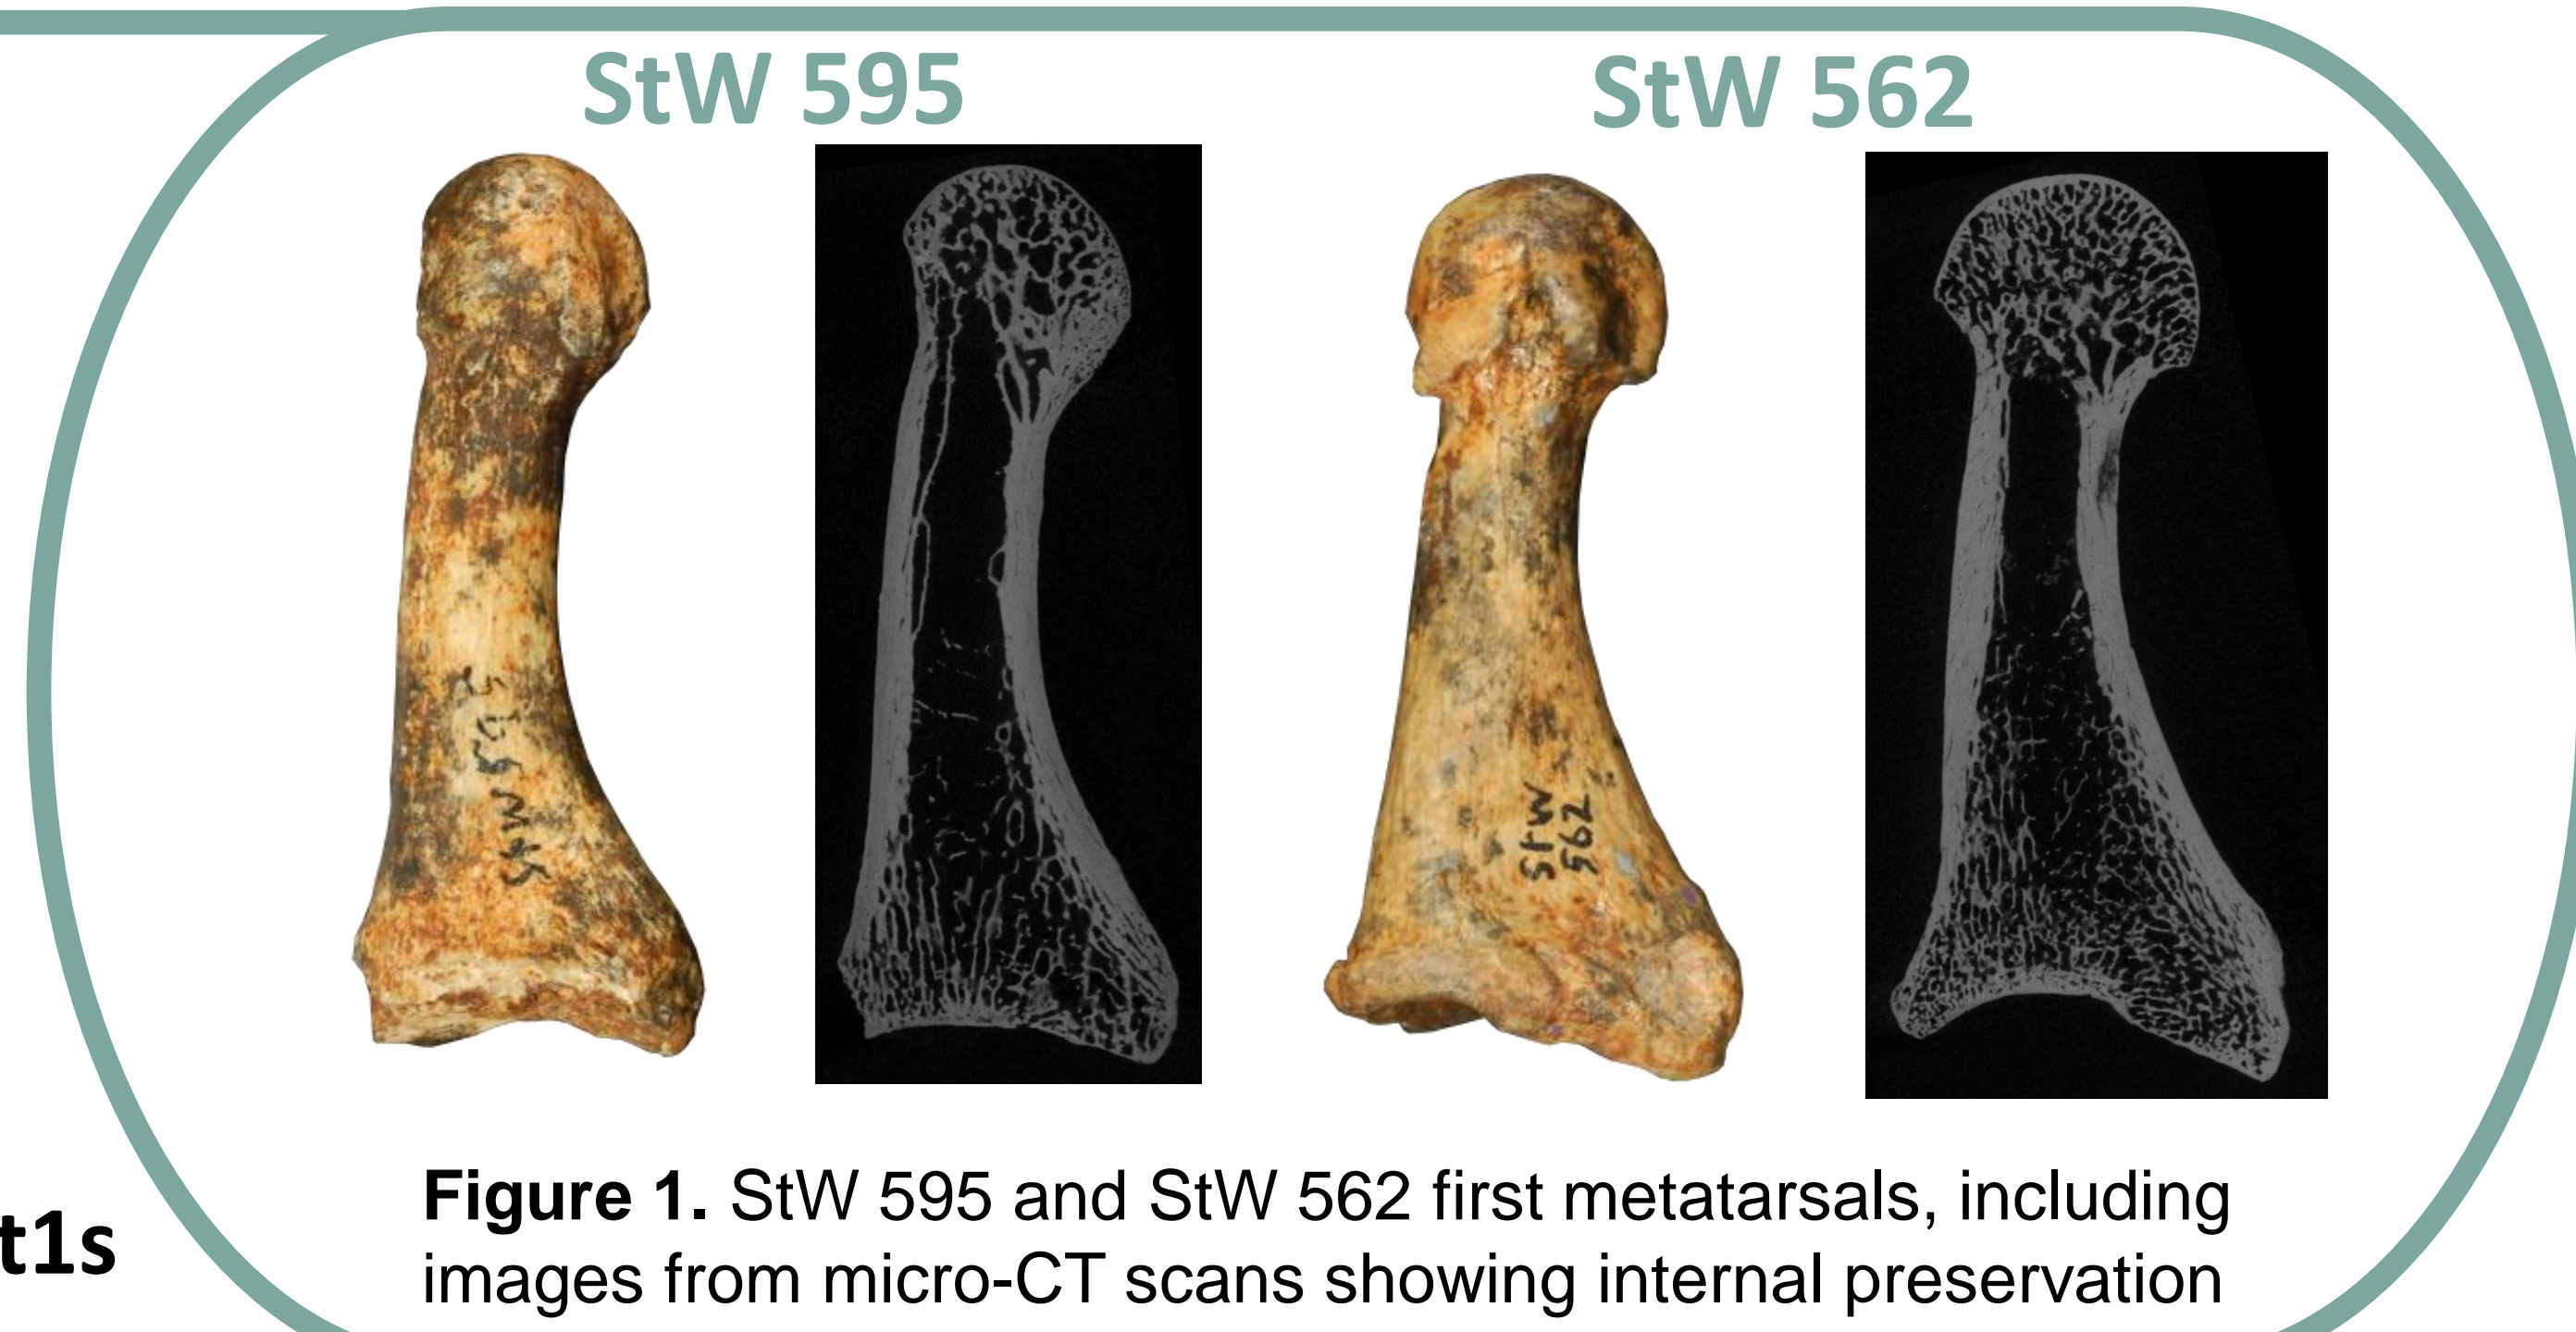 StW 595
StW 562
StW 595
StW
562
t1s
Figure 1. StW 595 and StW 562 first metatarsals, including
images from micro-CT scans showing internal preservation